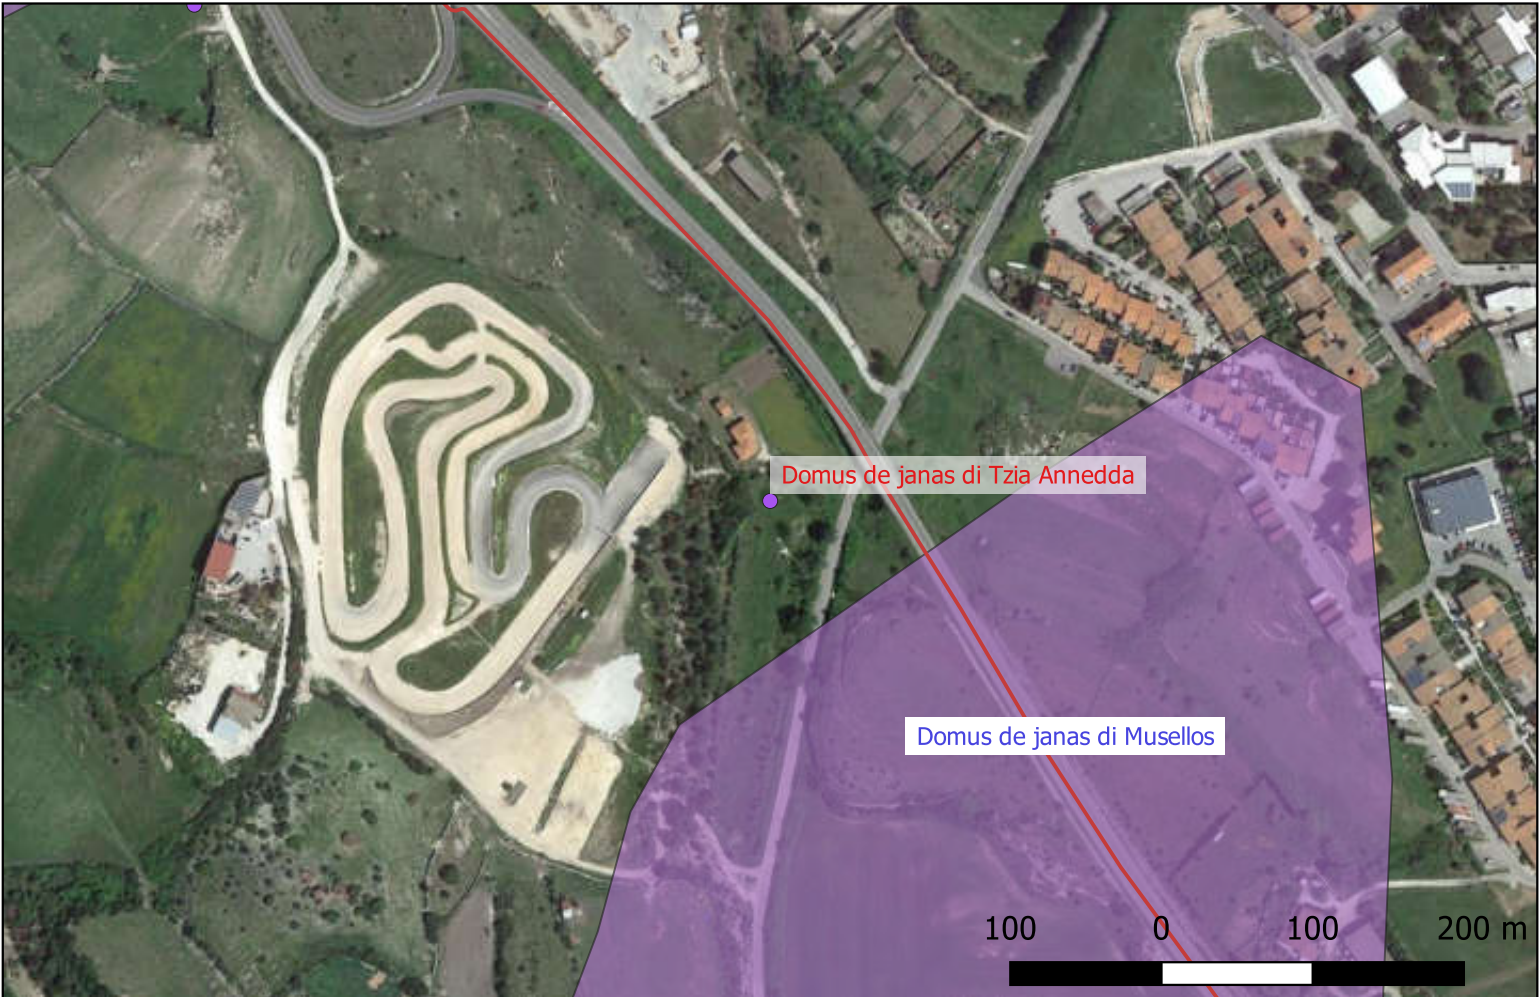 Domus de janas di Tzia Annedda
Domus de janas di Musellos
100 0 100 200 m